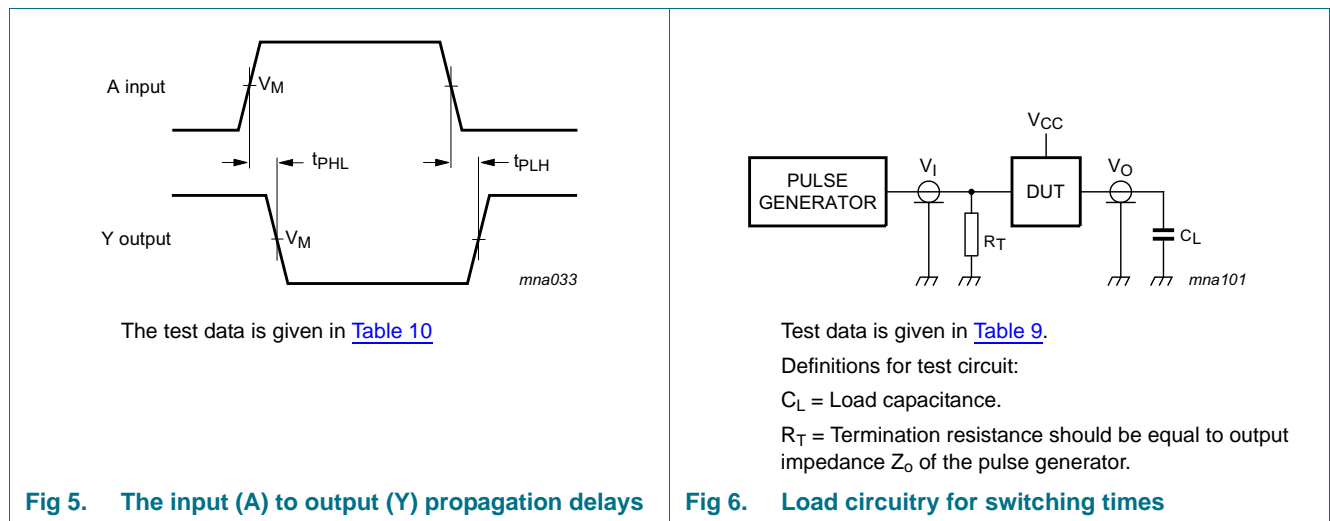 A input
VM
tPHL
tPLH
Y output
VM
mna033
The test data is given in Table 10
Fig 5. The input (A) to output (Y) propagation delays
VCC
PULSE
GENERATOR
VI
DUT
VO
RT
CL
mna101
Test data is given in Table 9.
Definitions for test circuit:
CL = Load capacitance.
RT = Termination resistance should be equal to output
impedance Zo of the pulse generator.
Fig 6. Load circuitry for switching times